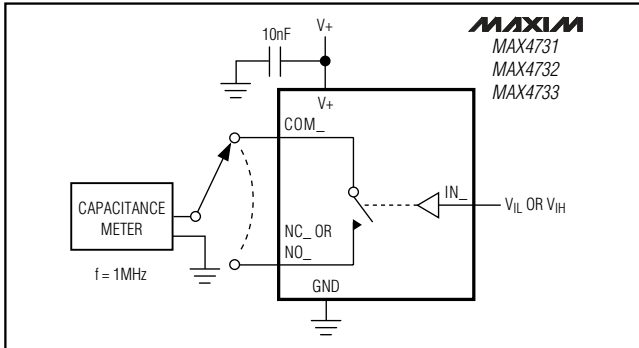 10nF
V+
MAXIM
MAX4731
MAX4732
MAX4733
V+
COM_
IN_
VIL OR VIH
CAPACITANCE
METER
NC_ OR
NO_
f = 1MHz
GND